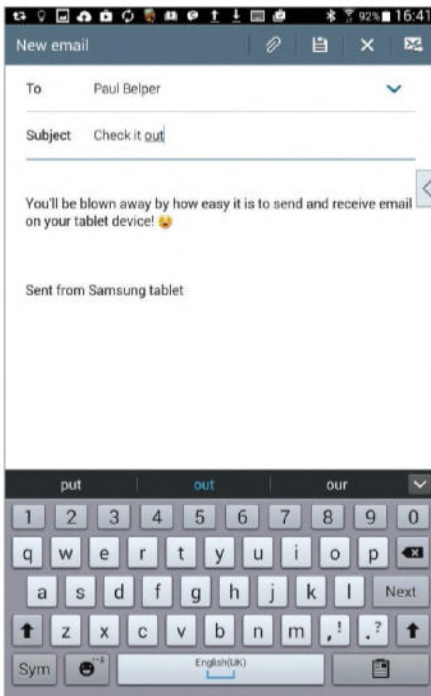 92% 16:41
New email
To Paul Belper
Subject Check it out
You'll be blown away by how easy it is to send and receive email
on your tablet device! 😄
Sent from Samsung tablet
put out our
1 2 3 4 5 6 7 8 9 0
q w e r t y u i o p
a s d f g h j k l Next
z x c v b n m , ! . ?
Sym English(UK)